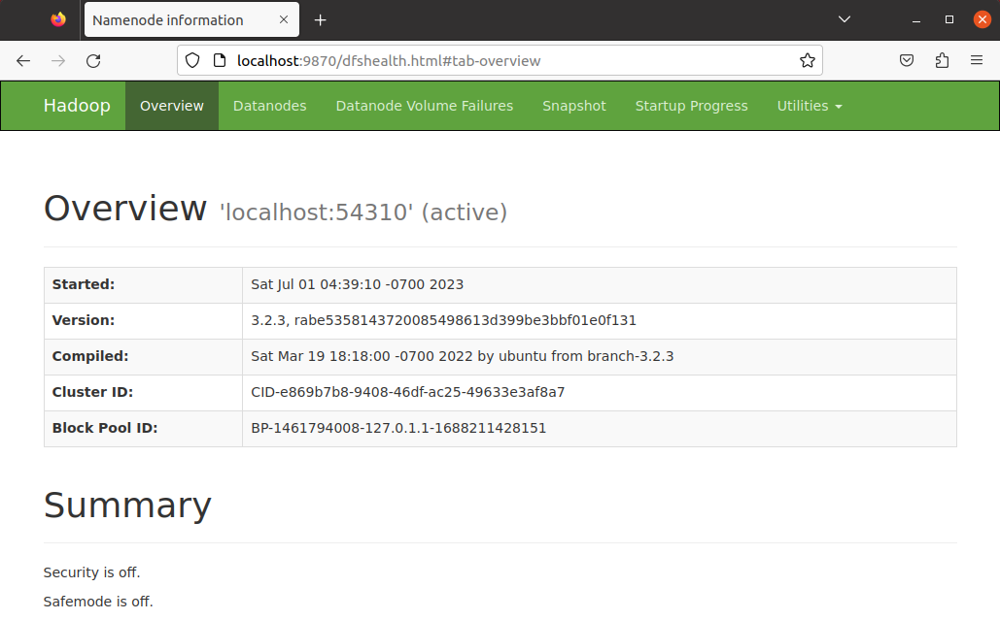 Namenode information
localhost:9870/dfshealth.html#tab-overview
Hadoop Overview Datanodes Datanode Volume Failures Snapshot Startup Progress Utilities
Overview 'localhost:54310' (active)
Started: Sat Jul 01 04:39:10 -0700 2023
Version: 3.2.3, rabe5358143720085498613d399be3bbf01e0f131
Compiled: Sat Mar 19 18:18:00 -0700 2022 by ubuntu from branch-3.2.3
Cluster ID: CID-e869b7b8-9408-46df-ac25-49633e3af8a7
Block Pool ID: BP-1461794008-127.0.1.1-1688211428151
Summary
Security is off.
Safemode is off.